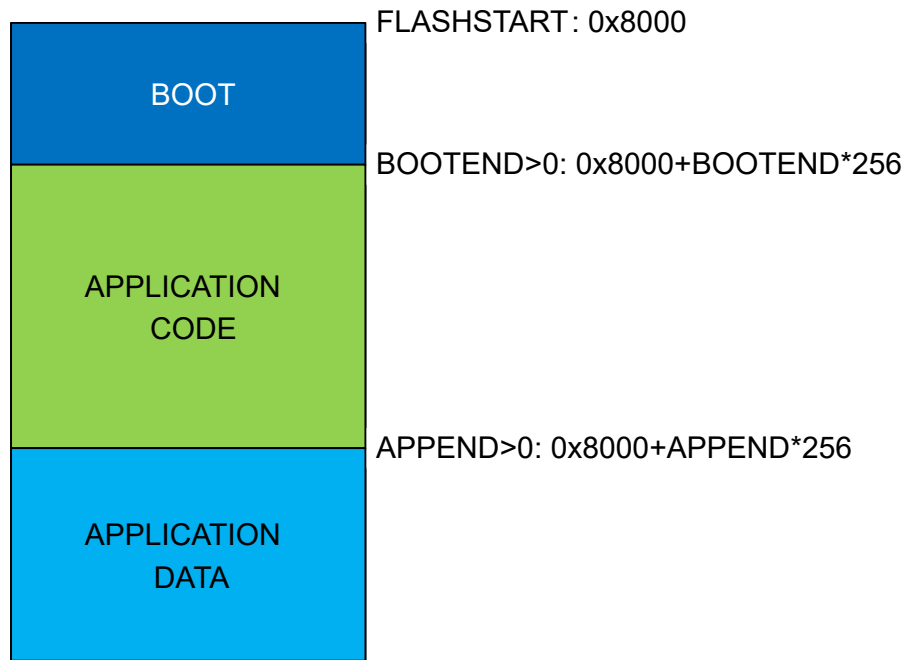 FLASHSTART: 0x8000
BOOT
BOOTEND>0: 0x8000+BOOTEND*256
APPLICATION
CODE
APPEND>0: 0x8000+APPEND*256
APPLICATION
DATA